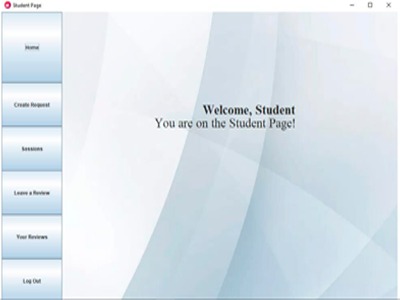 Student Page
Home
Create Request
Sessions
Leave a Review
Your Reviews
Log Out
Welcome, Student
You are on the Student Page!